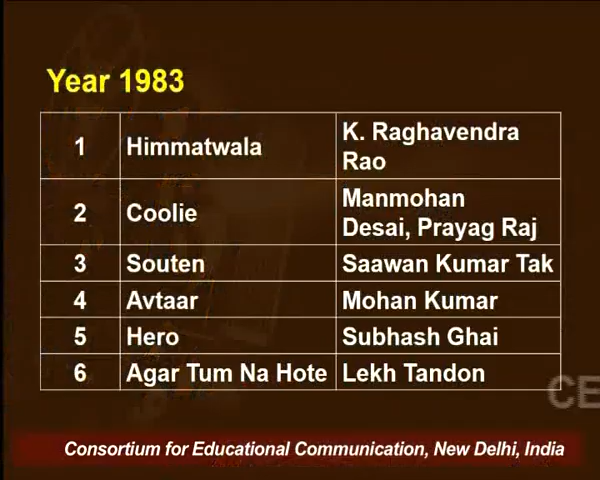 Year 1983
1 Himmatwala K. Raghavendra Rao
2 Coolie Manmohan Desai, Prayag Raj
3 Souten Saawan Kumar Tak
4 Avtaar Mohan Kumar
5 Hero Subhash Ghai
6 Agar Tum Na Hote Lekh Tandon
CE
Consortium for Educational Communication, New Delhi, India